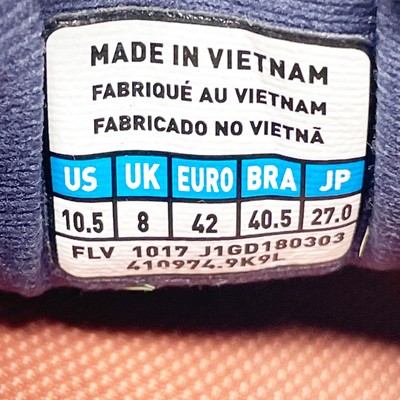 MADE IN VIETNAM
FABRIQUÉ AU VIETNAM
FABRICADO NO VIETNÃ
US UK EURO BRA JP
10.5 8 42 40.5 27.0
FLV 1017 J1GD180303
410974.9K9L